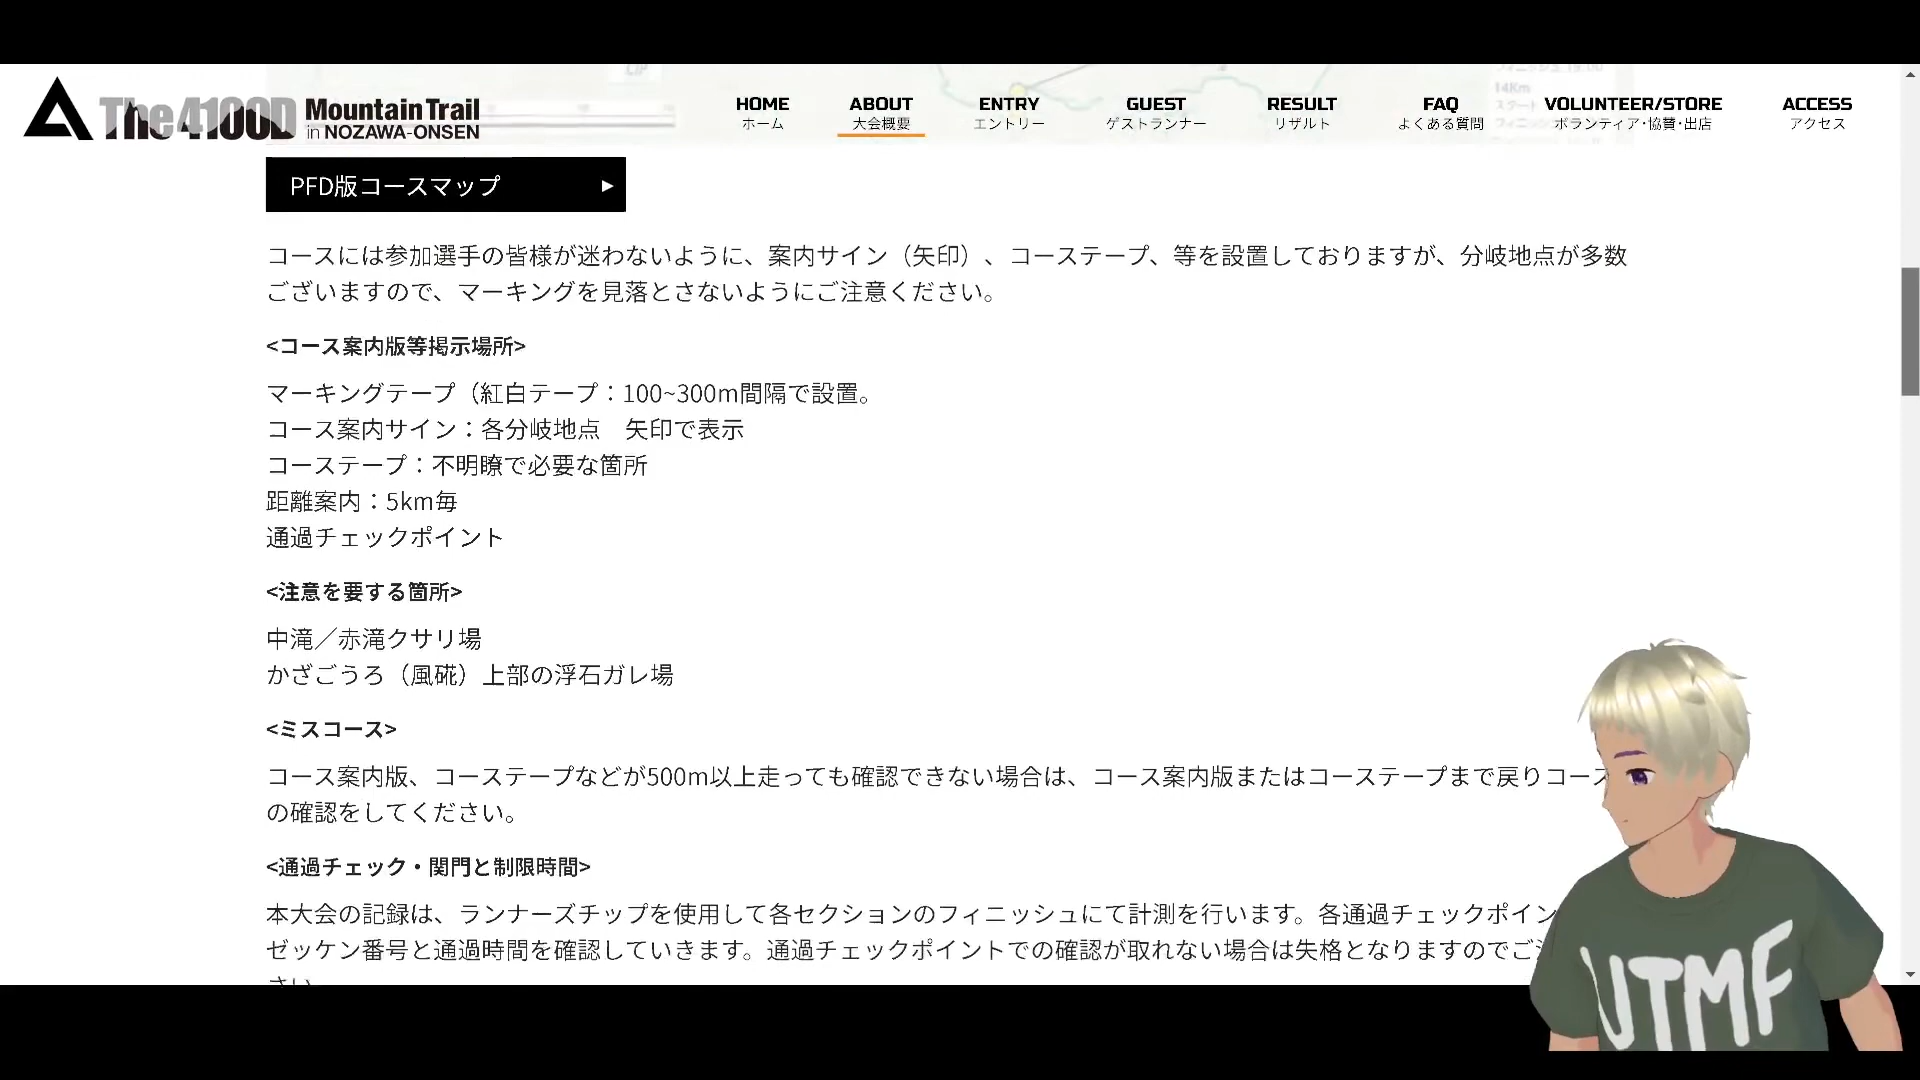 The 4100D Mountain Trail
in NOZAWA-ONSEN
HOME
ホーム
ABOUT
大会概要
ENTRY
エントリー
GUEST
ゲストランナー
RESULT
リザルト
FAQ
よくある質問
VOLUNTEER/STORE
ボランティア・協賛・出店
ACCESS
アクセス
14Km
PFD版コースマップ
コースには参加選手の皆様が迷わないように、案内サイン（矢印）、コーステープ、等を設置しておりますが、分岐地点が多数
ございますので、マーキングを見落とさないようにご注意ください。
<コース案内版等掲示場所>
マーキングテープ（紅白テープ：100~300m間隔で設置。
コース案内サイン：各分岐地点　矢印で表示
コーステープ：不明瞭で必要な箇所
距離案内：5km毎
通過チェックポイント
<注意を要する箇所>
中滝／赤滝クサリ場
かざごうろ（風硴）上部の浮石ガレ場
<ミスコース>
コース案内版、コーステープなどが500m以上走っても確認できない場合は、コース案内版またはコーステープまで戻りコース
の確認をしてください。
<通過チェック・関門と制限時間>
本大会の記録は、ランナーズチップを使用して各セクションのフィニッシュにて計測を行います。各通過チェックポイン
ゼッケン番号と通過時間を確認していきます。通過チェックポイントでの確認が取れない場合は失格となりますのでご
さい
UTMF